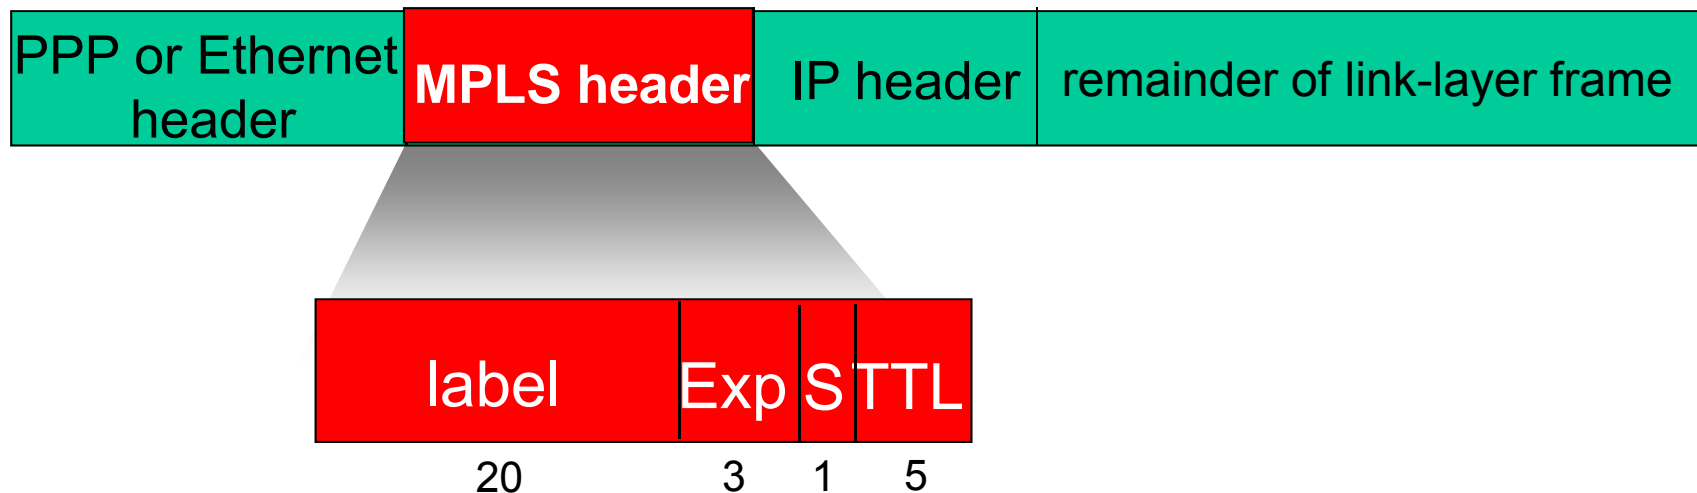 PPP or Ethernet
header
MPLS header
IP header
remainder of link-layer frame
label
Exp
S
TTL
20
3
1
5